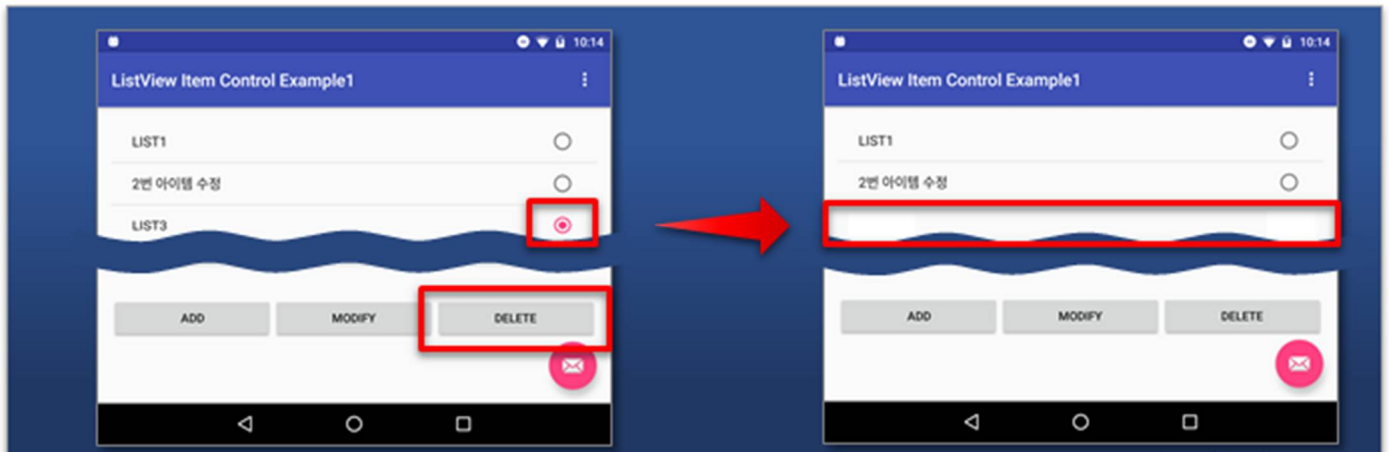 10:14
ListView Item Control Example1
LIST1
2번 아이템 수정
LIST3
ADD MODIFY DELETE
10:14
ListView Item Control Example1
LIST1
2번 아이템 수정
ADD MODIFY DELETE